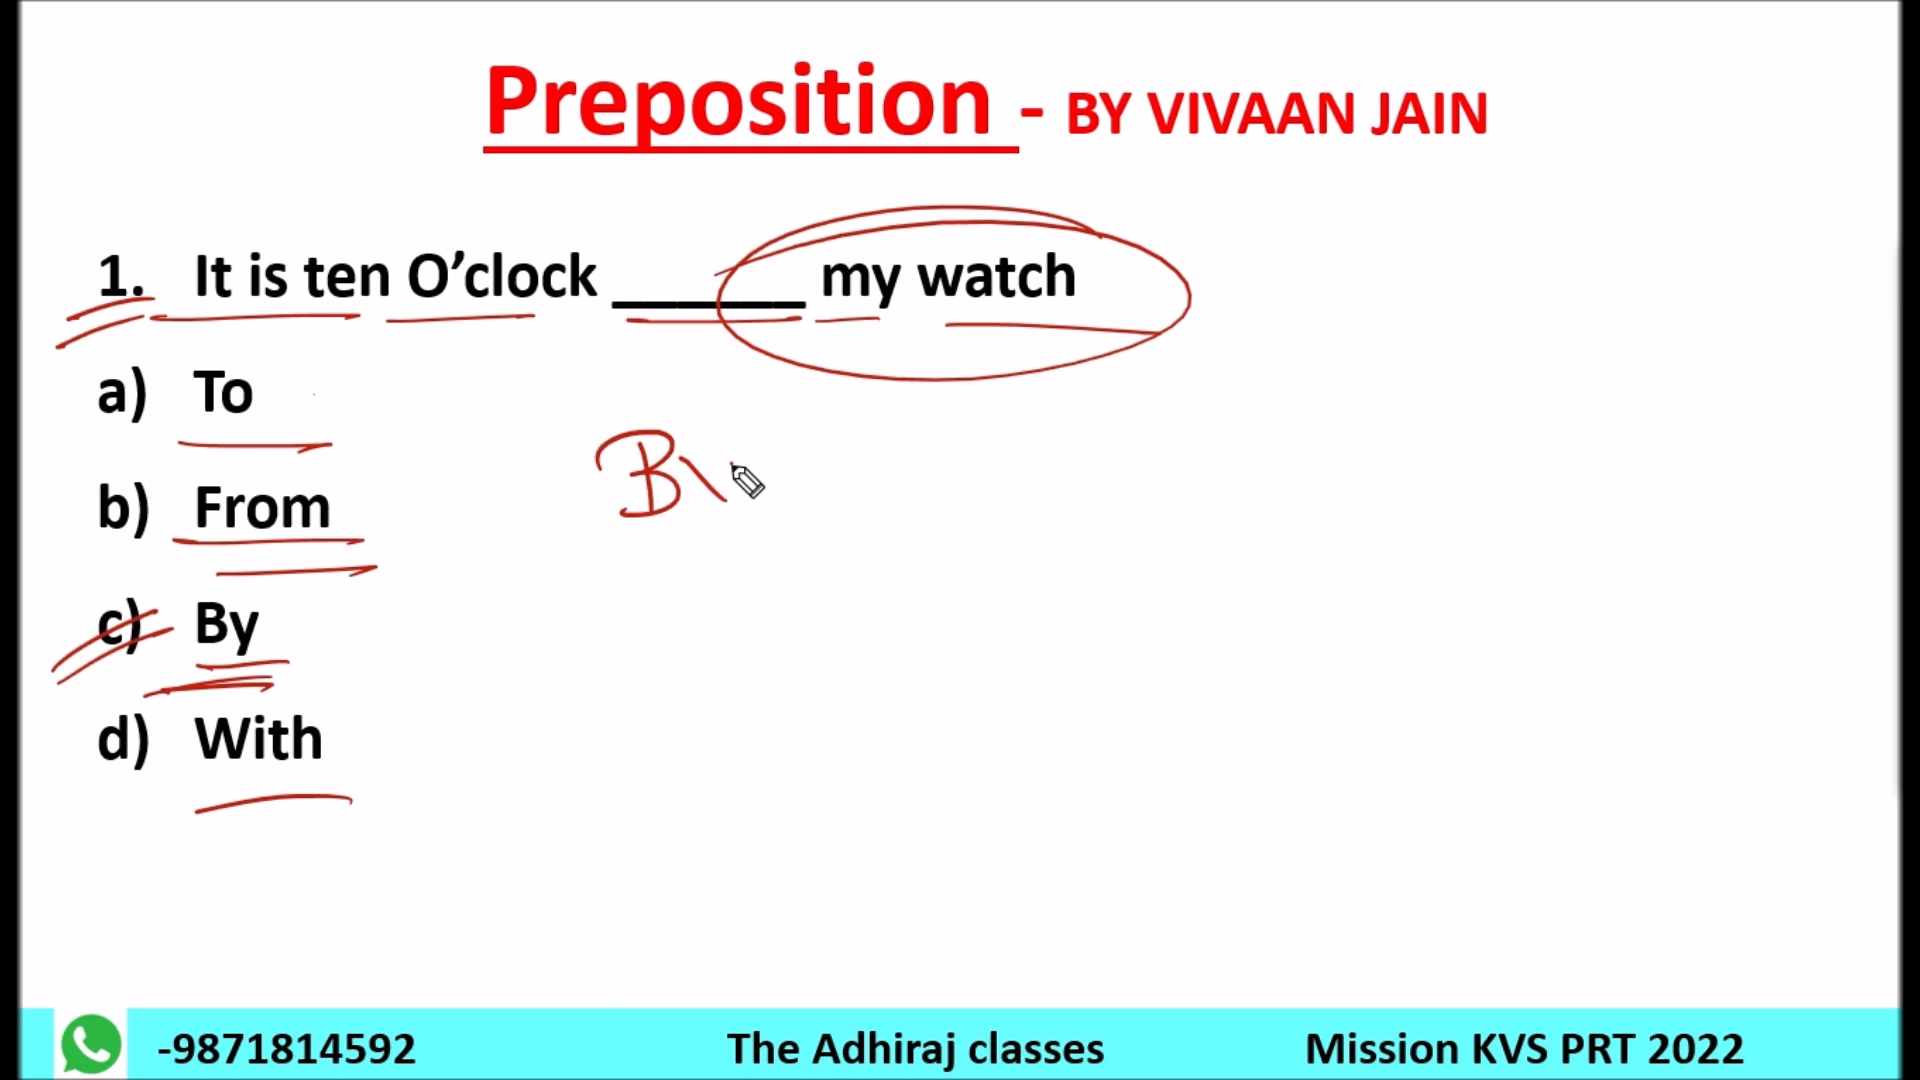 Preposition - BY VIVAAN JAIN
1. It is ten O’clock ______ my watch
a) To
b) From
c) By
d) With
-9871814592 The Adhiraj classes Mission KVS PRT 2022